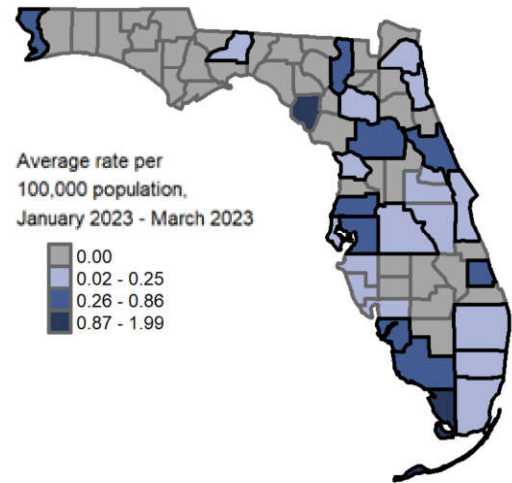 Average rate per
100,000 population,
January 2023 - March 2023
0.00
0.02 - 0.25
0.26 - 0.86
0.87 - 1.99